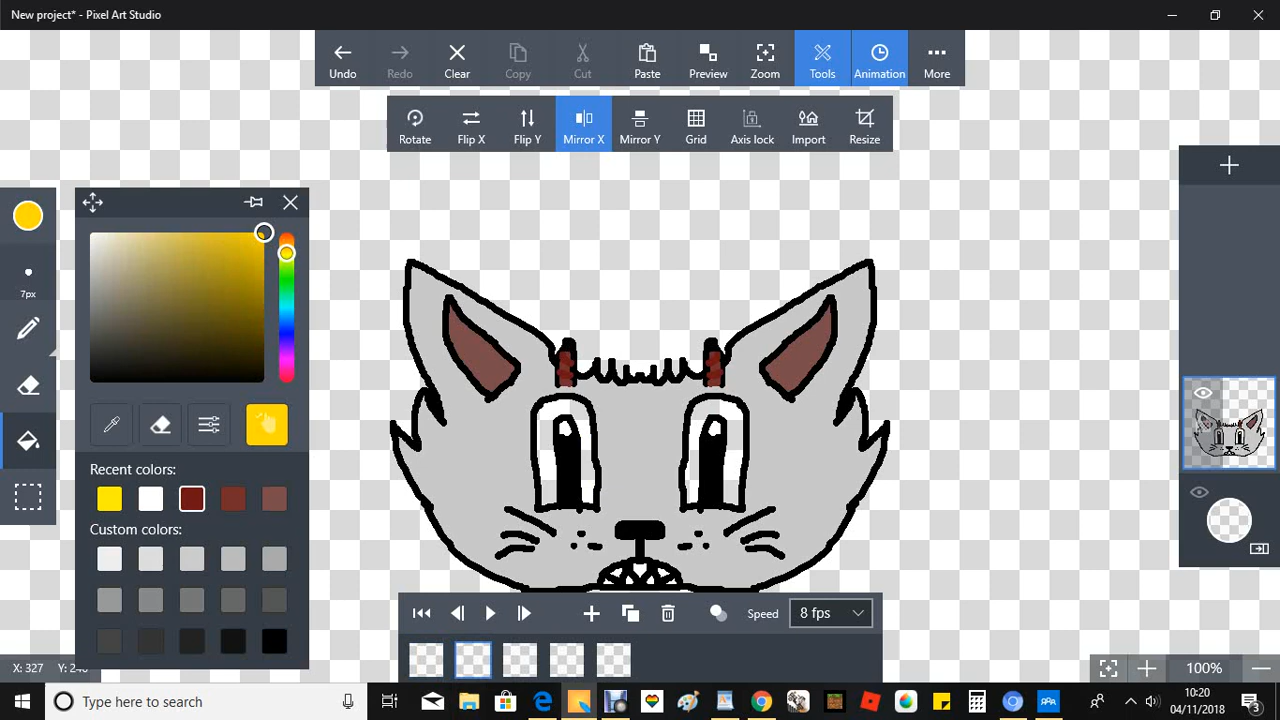 New project* - Pixel Art Studio
Undo Redo Clear Copy Cut Paste Preview Zoom Tools Animation More
Rotate Flip X Flip Y Mirror X Mirror Y Grid Axis lock Import Resize
7px
Recent colors:
Custom colors:
Speed 8 fps
X: 327 Y: 246
100%
Type here to search
10:20
04/11/2018
3